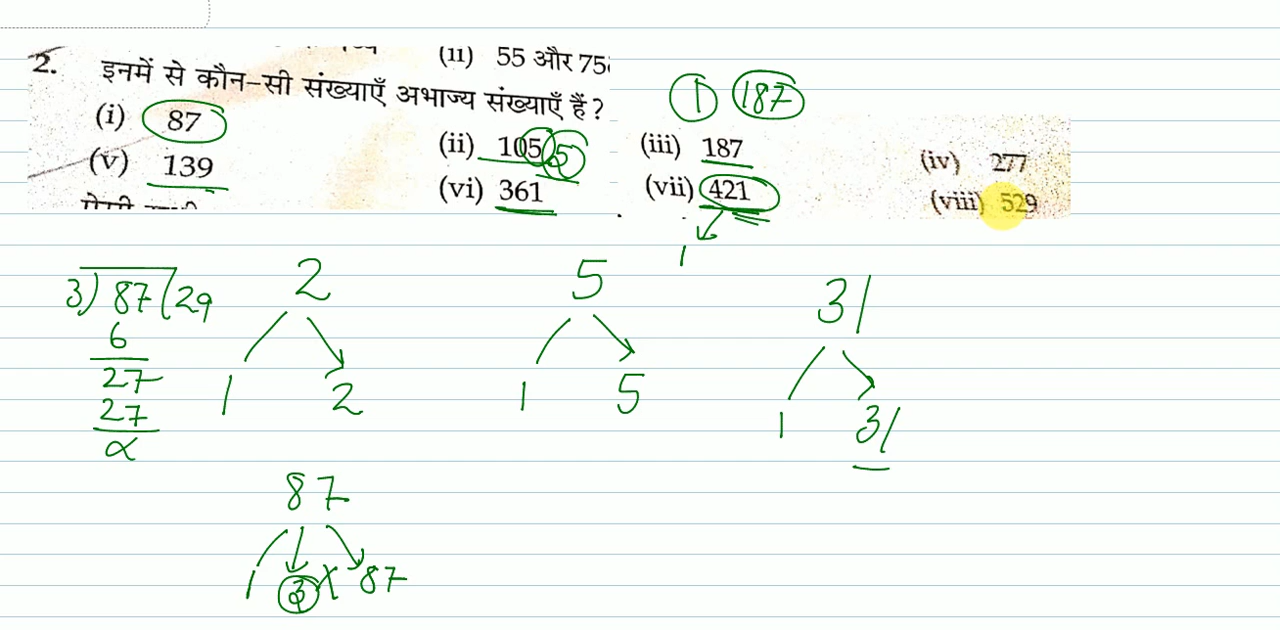 (ii) 55 और 75
2. इनमें से कौन-सी संख्याएँ अभाज्य संख्याएँ हैं?
1 187
(i) 87 (ii) 105 5 (iii) 187 (iv) 277
(v) 139 (vi) 361 (vii) 421 (viii) 529
1
3) 87 (29
6
27
27
2
1 2
5
1 5
31
1 31
87
1 3 x 87